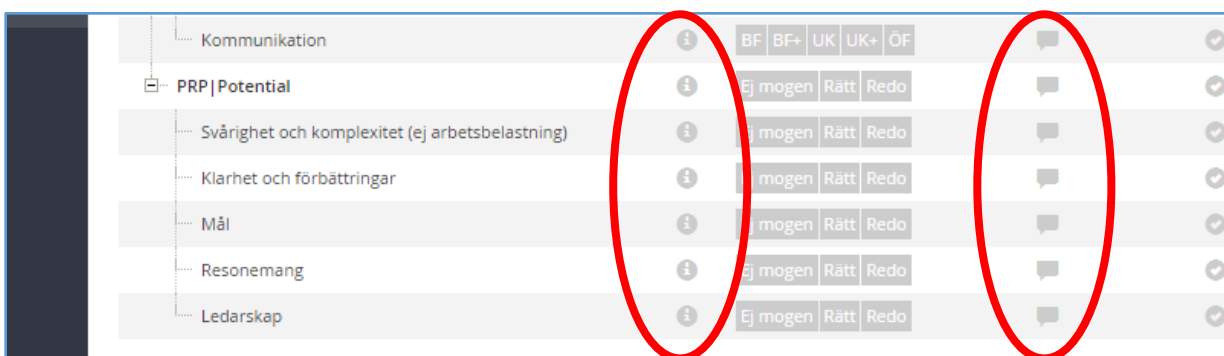 Kommunikation BF BF+ UK UK+ ÖF
PRP|Potential Ej mogen Rätt Redo
Svårighet och komplexitet (ej arbetsbelastning) Ej mogen Rätt Redo
Klarhet och förbättringar Ej mogen Rätt Redo
Mål Ej mogen Rätt Redo
Resonemang Ej mogen Rätt Redo
Ledarskap Ej mogen Rätt Redo